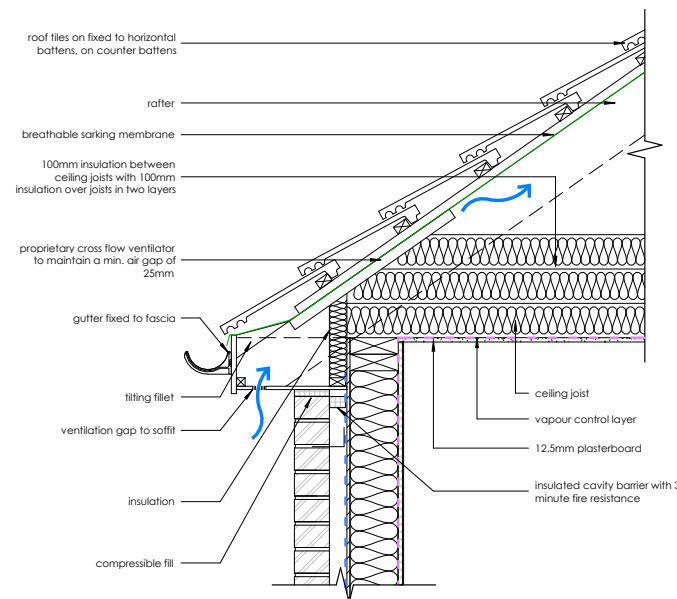 roof tiles on fixed to horizontal
battens, on counter battens
rafter
breathable sarking membrane
100mm insulation between
ceiling joists with 100mm
insulation over joists in two layers
proprietary cross flow ventilator
to maintain a min. air gap of
25mm
gutter fixed to fascia
tilting fillet
ventilation gap to soffit
insulation
compressible fill
ceiling joist
vapour control layer
12.5mm plasterboard
insulated cavity barrier with
minute fire resistance